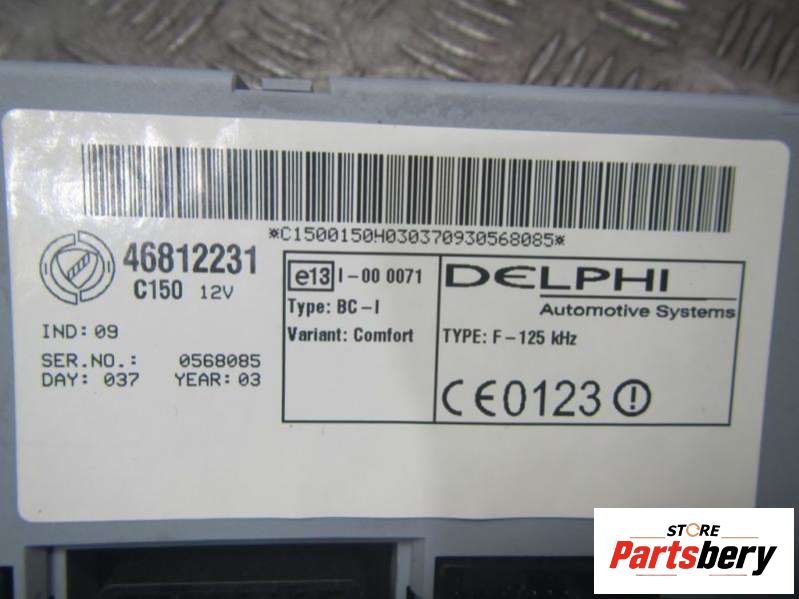 *C1500150H030370930568085*
46812231
C150 12V
IND: 09
SER.NO.: 0568085
DAY: 037 YEAR: 03
e13 I-00 0071
Type: BC-I
Variant: Comfort
DELPHI
Automotive Systems
TYPE: F-125 kHz
CE0123
STORE
Partsbery